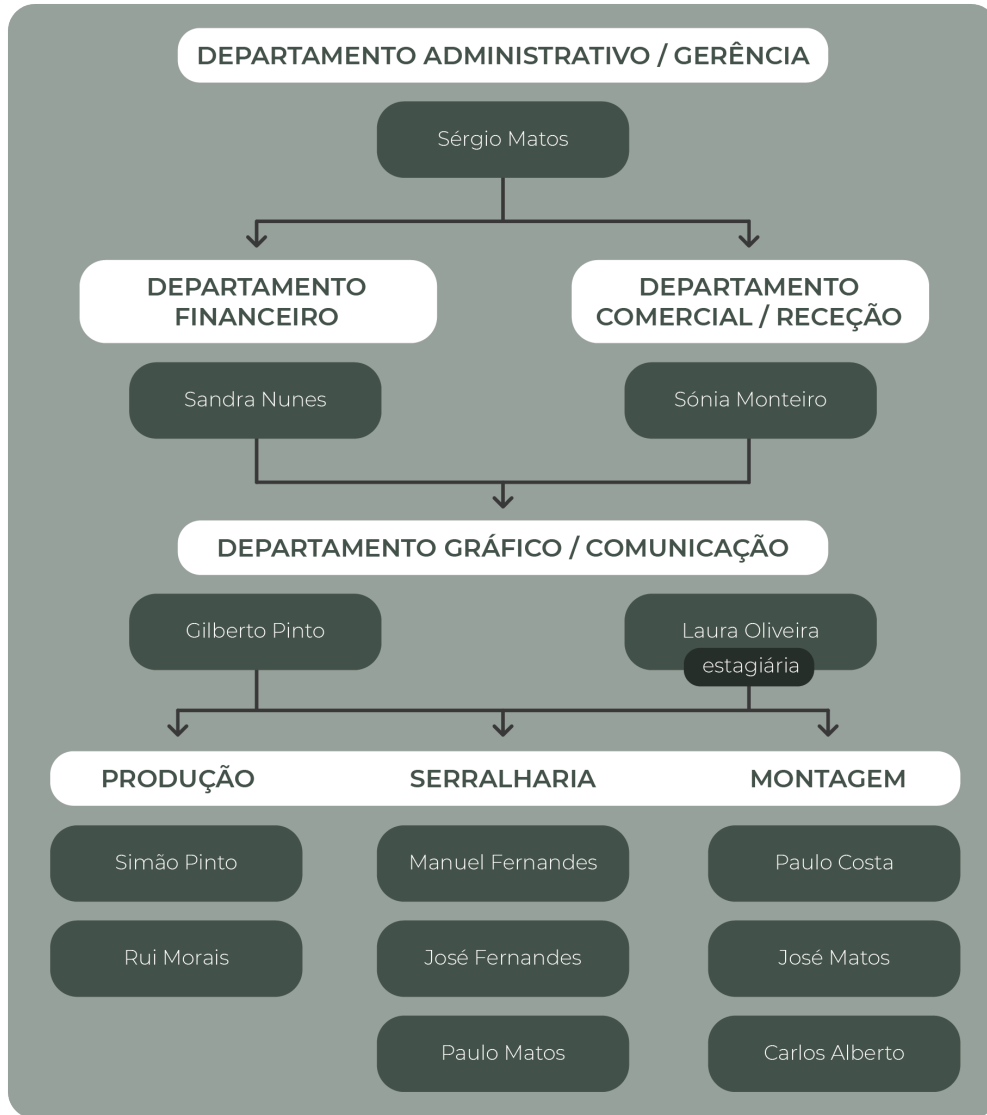 DEPARTAMENTO ADMINISTRATIVO / GERÊNCIA
Sérgio Matos
DEPARTAMENTO
FINANCEIRO
DEPARTAMENTO
COMERCIAL / RECEÇÃO
Sandra Nunes
Sónia Monteiro
DEPARTAMENTO GRÁFICO / COMUNICAÇÃO
Gilberto Pinto
Laura Oliveira
estagiária
PRODUÇÃO
SERRALHARIA
MONTAGEM
Simão Pinto
Manuel Fernandes
Paulo Costa
Rui Morais
José Fernandes
José Matos
Paulo Matos
Carlos Alberto